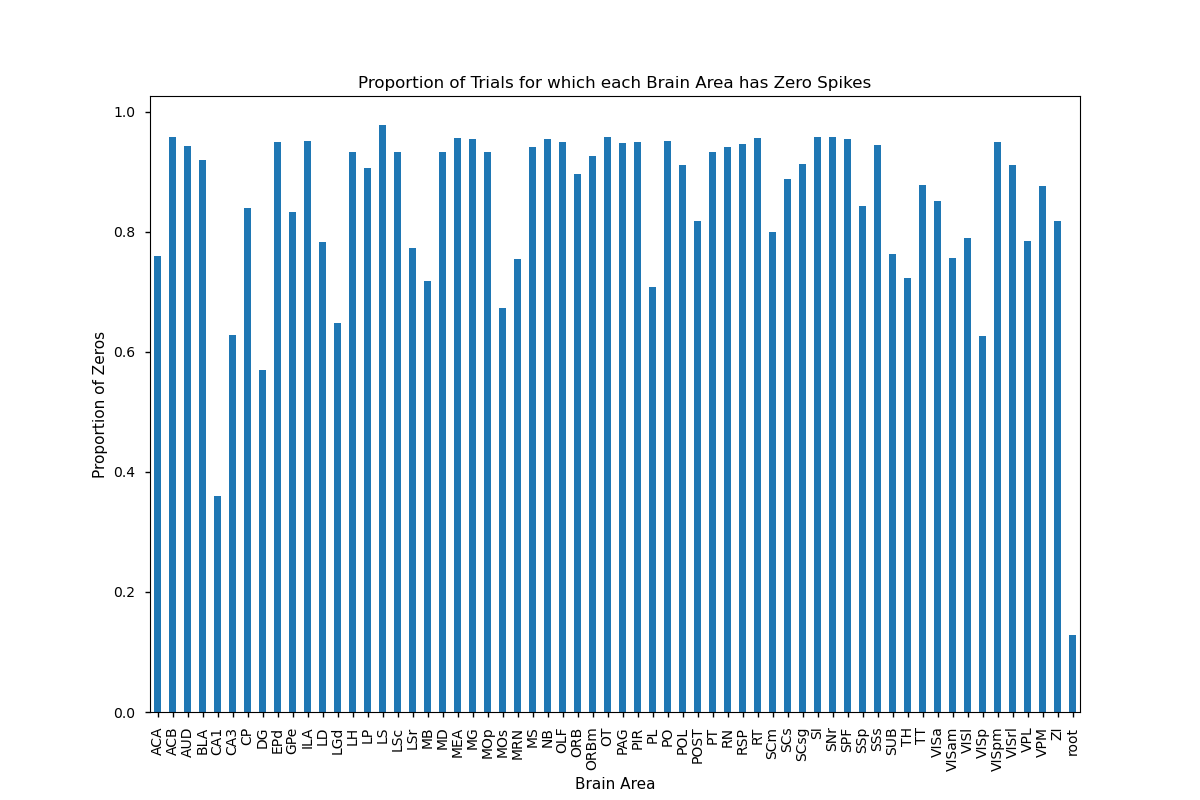 Proportion of Trials for which each Brain Area has Zero Spikes
1.0
0.8
0.6
0.4
0.2
0.0
Proportion of Zeros
ACA
ACB
AUD
BLA
CA1
CA3
CP
DG
EPd
GPe
ILA
LD
LGd
LH
LP
LS
LSc
LSr
MB
MD
MEA
MG
MOp
MOs
MRN
MS
NB
OLF
ORB
ORBm
OT
PAG
PIR
PL
PO
POL
POST
PT
RN
RSP
RT
SCm
SCs
SCsg
SI
SNr
SPF
SSp
SSs
SUB
TH
TT
VISa
VISam
VISl
VISp
VISpm
VISrl
VPL
VPM
ZI
root
Brain Area